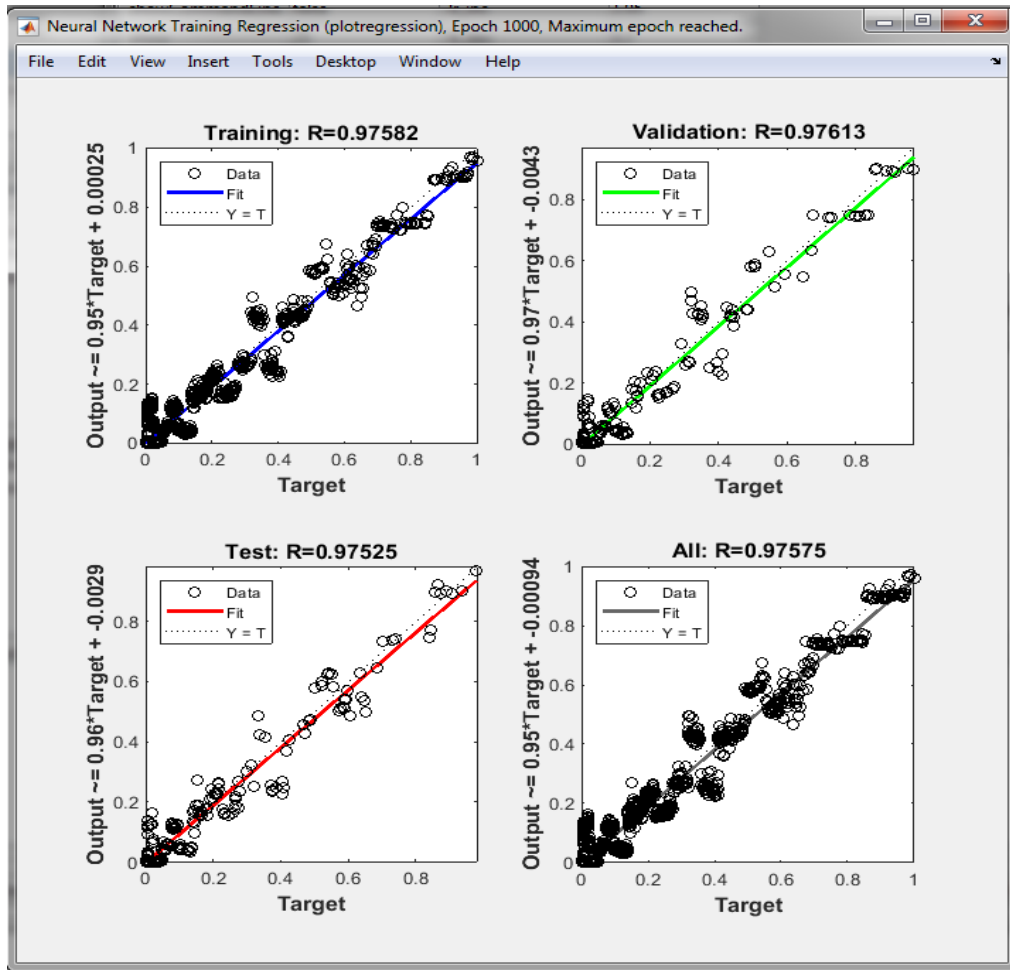 Neural Network Training Regression (plotregression), Epoch 1000, Maximum epoch reached.
File Edit View Insert Tools Desktop Window Help
Training: R=0.97582
Output ~= 0.95*Target + 0.00025
1
0.8
0.6
0.4
0.2
0
Data
Fit
Y = T
0 0.2 0.4 0.6 0.8 1
Target
Validation: R=0.97613
Output ~= 0.97*Target + -0.0043
0.8
0.6
0.4
0.2
0
Data
Fit
Y = T
0 0.2 0.4 0.6 0.8
Target
Test: R=0.97525
Output ~= 0.96*Target + -0.0029
0.8
0.6
0.4
0.2
0
Data
Fit
Y = T
0 0.2 0.4 0.6 0.8
Target
All: R=0.97575
Output ~= 0.95*Target + -0.00094
1
0.8
0.6
0.4
0.2
0
Data
Fit
Y = T
0 0.2 0.4 0.6 0.8 1
Target